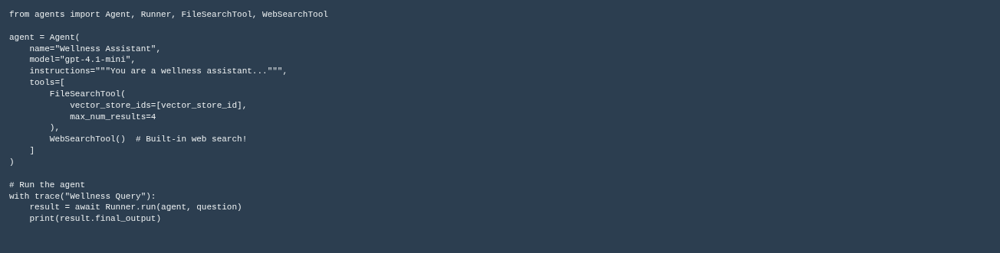 from agents import Agent, Runner, FileSearchTool, WebSearchTool

agent = Agent(
    name="Wellness Assistant",
    model="gpt-4.1-mini",
    instructions="""You are a wellness assistant...""",
    tools=[
        FileSearchTool(
            vector_store_ids=[vector_store_id],
            max_num_results=4
        ),
        WebSearchTool()  # Built-in web search!
    ]
)

# Run the agent
with trace("Wellness Query"):
    result = await Runner.run(agent, question)
    print(result.final_output)